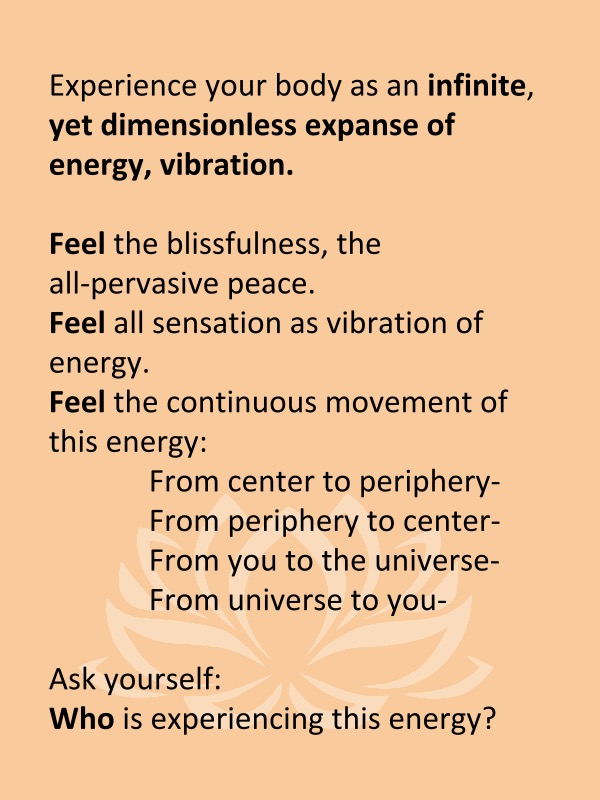 Experience your body as an infinite,
yet dimensionless expanse of
energy, vibration.
Feel the blissfulness, the
all-pervasive peace.
Feel all sensation as vibration of
energy.
Feel the continuous movement of
this energy:
From center to periphery-
From periphery to center-
From you to the universe-
From universe to you-
Ask yourself:
Who is experiencing this energy?